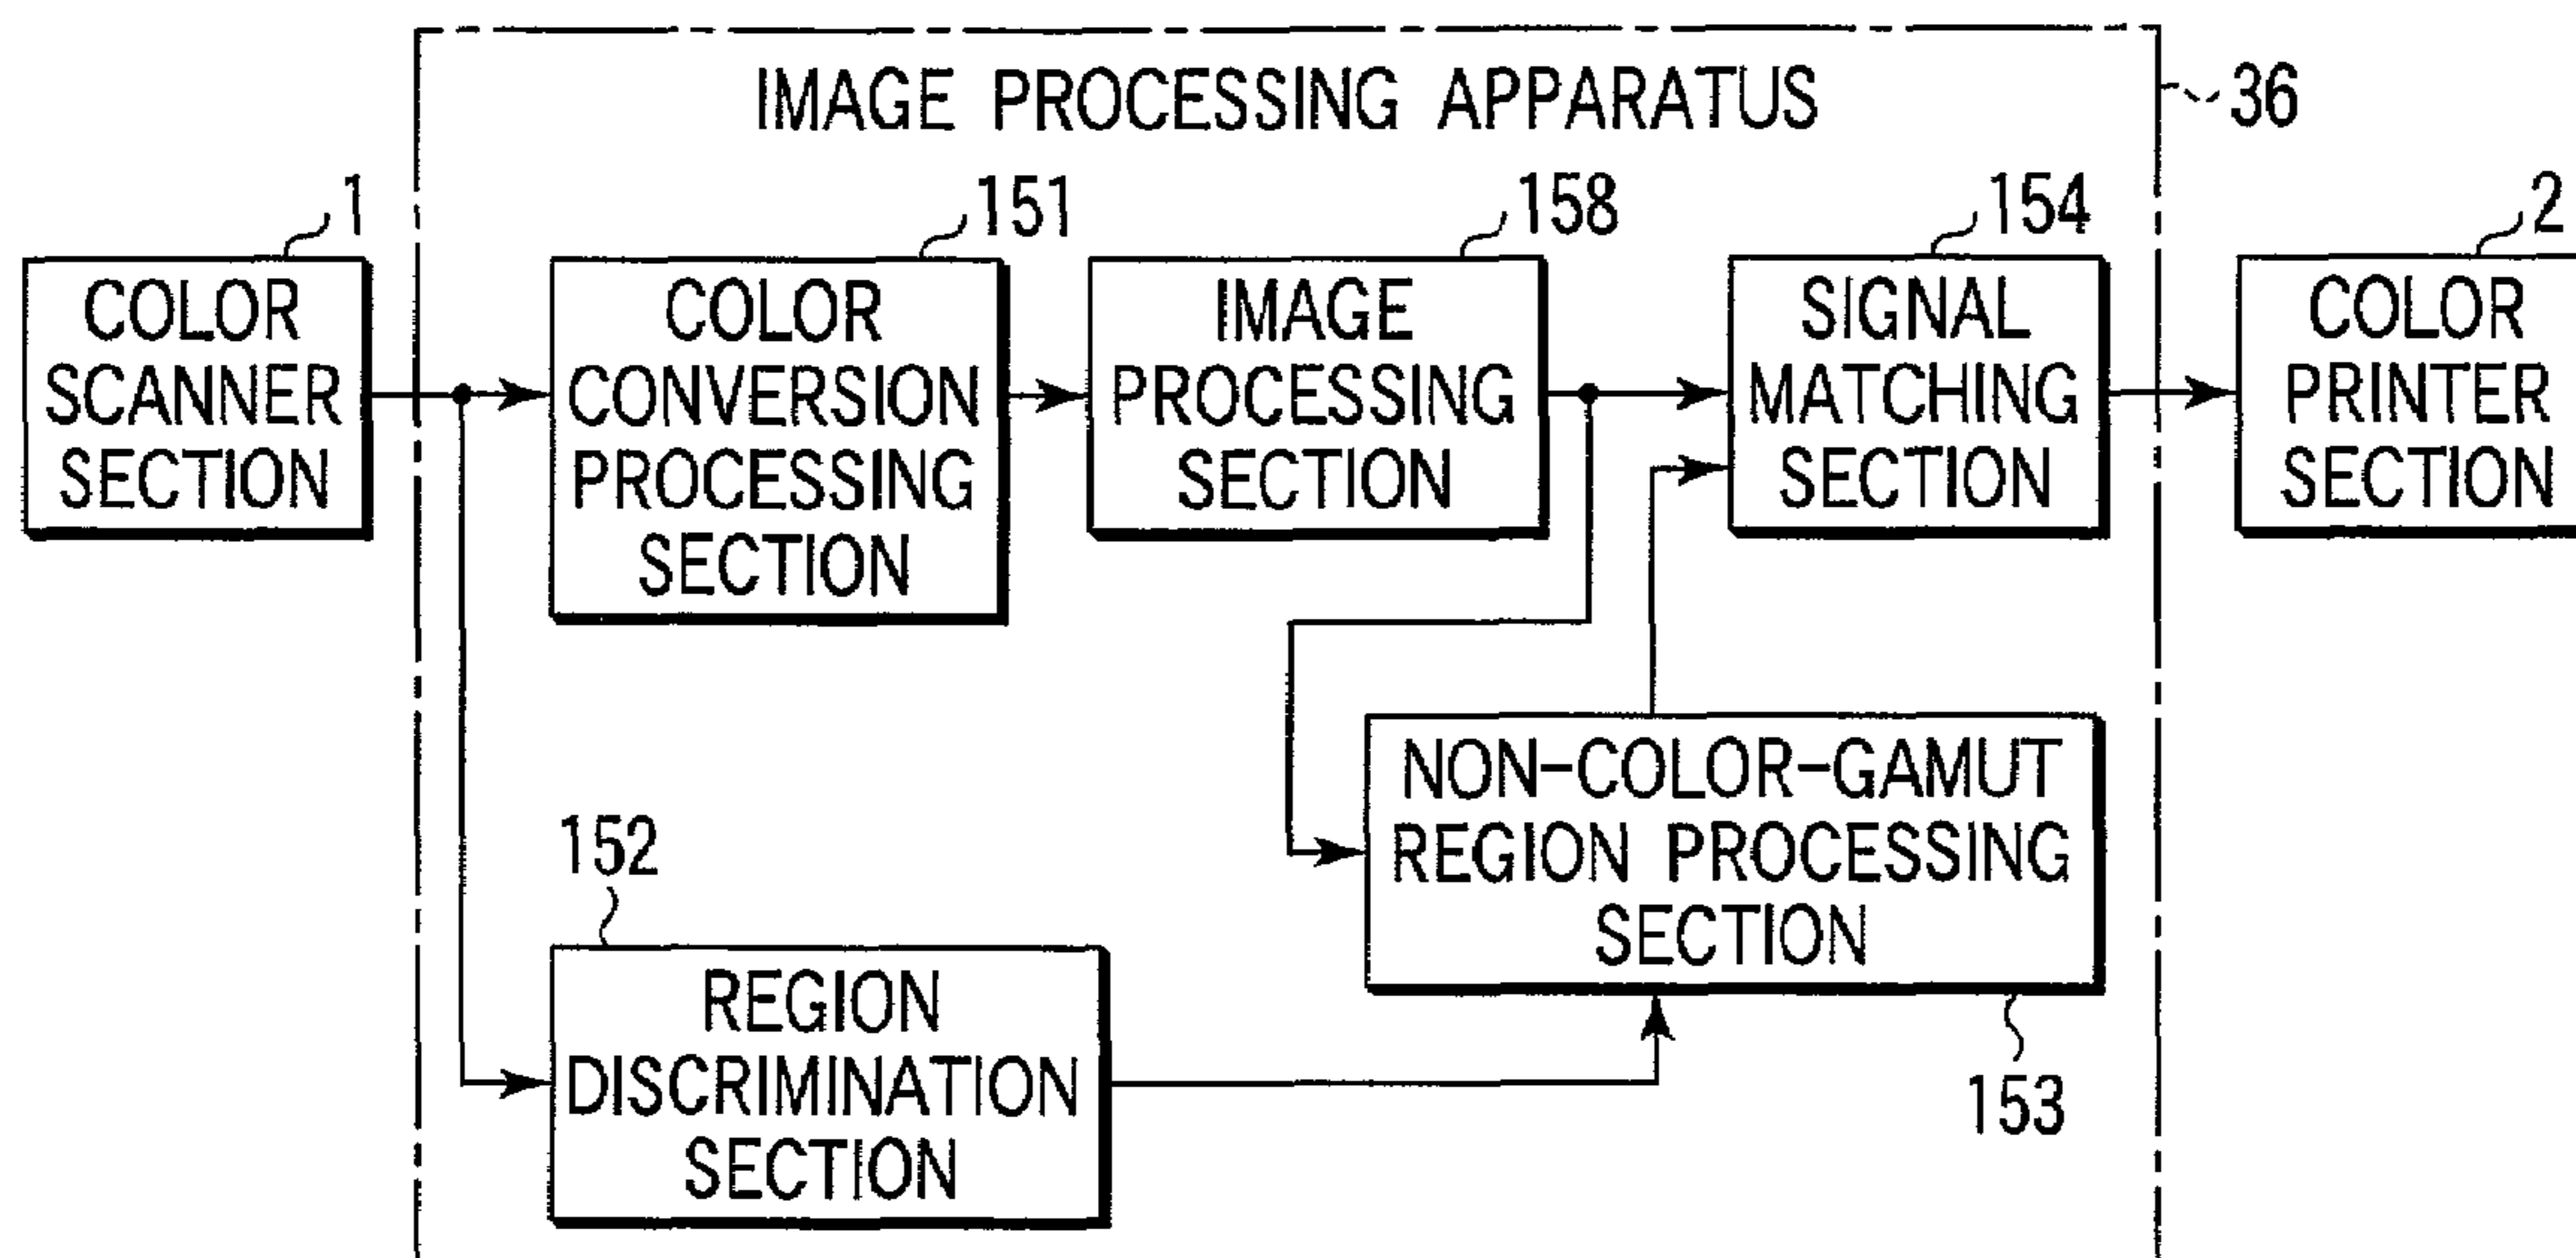 IMAGE PROCESSING APPARATUS
36
1
COLOR
SCANNER
SECTION
151
COLOR
CONVERSION
PROCESSING
SECTION
158
IMAGE
PROCESSING
SECTION
154
SIGNAL
MATCHING
SECTION
2
COLOR
PRINTER
SECTION
NON-COLOR-GAMUT
REGION PROCESSING
SECTION
153
152
REGION
DISCRIMINATION
SECTION